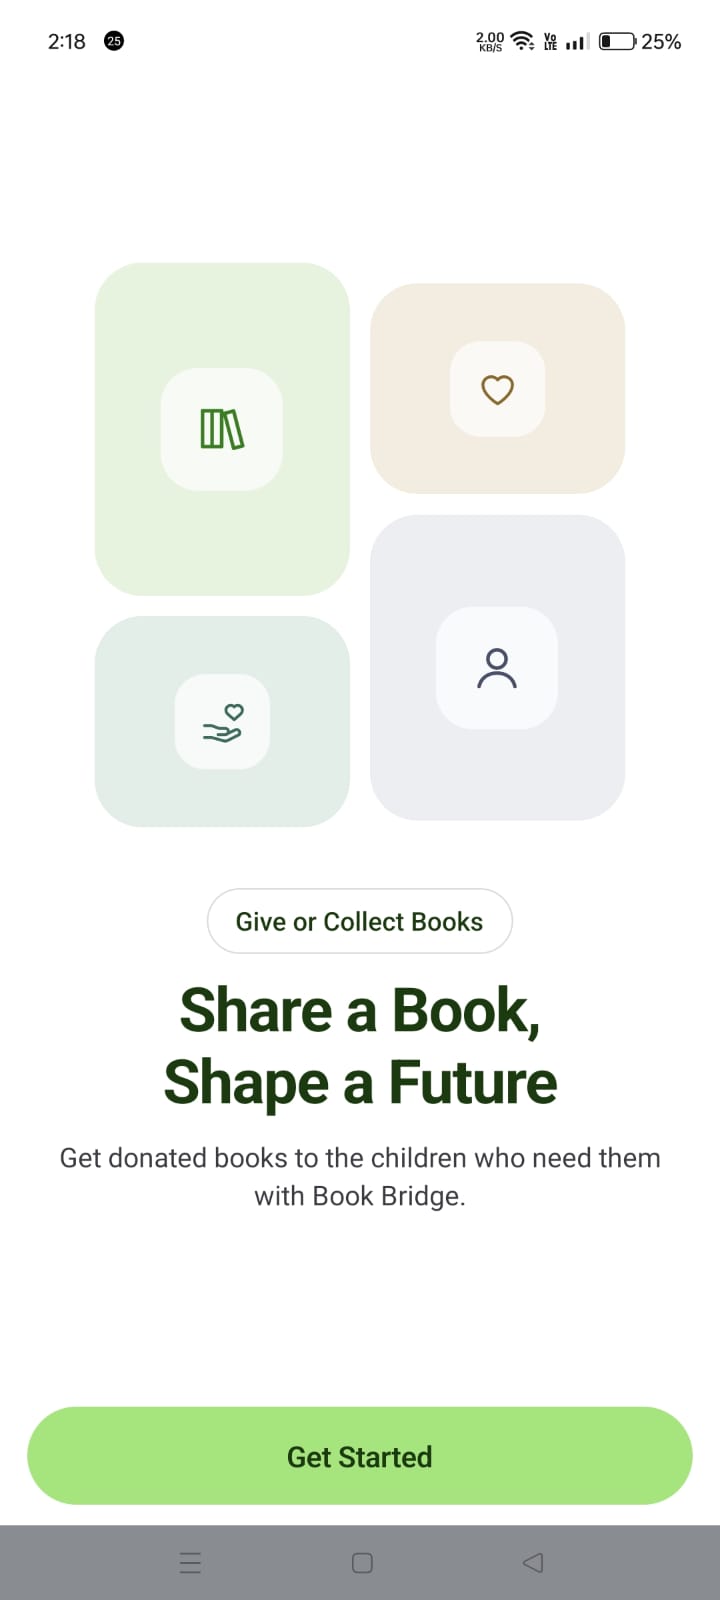 2:18 25 2.00 KB/S Vo LTE 25%
Give or Collect Books
Share a Book,
Shape a Future
Get donated books to the children who need them
with Book Bridge.
Get Started